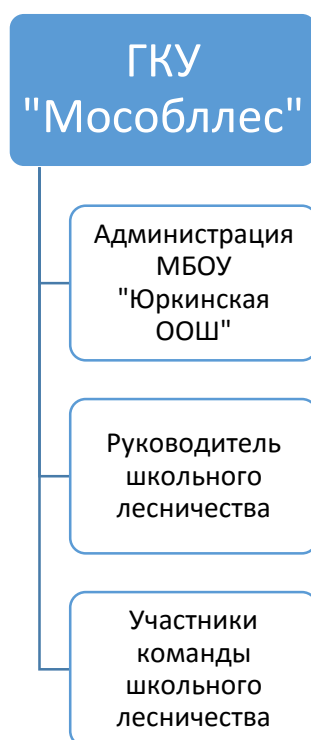 ГКУ
"Мособллес"
Администрация
МБОУ
"Юркинская
ООШ"
Руководитель
школьного
лесничества
Участники
команды
школьного
лесничества